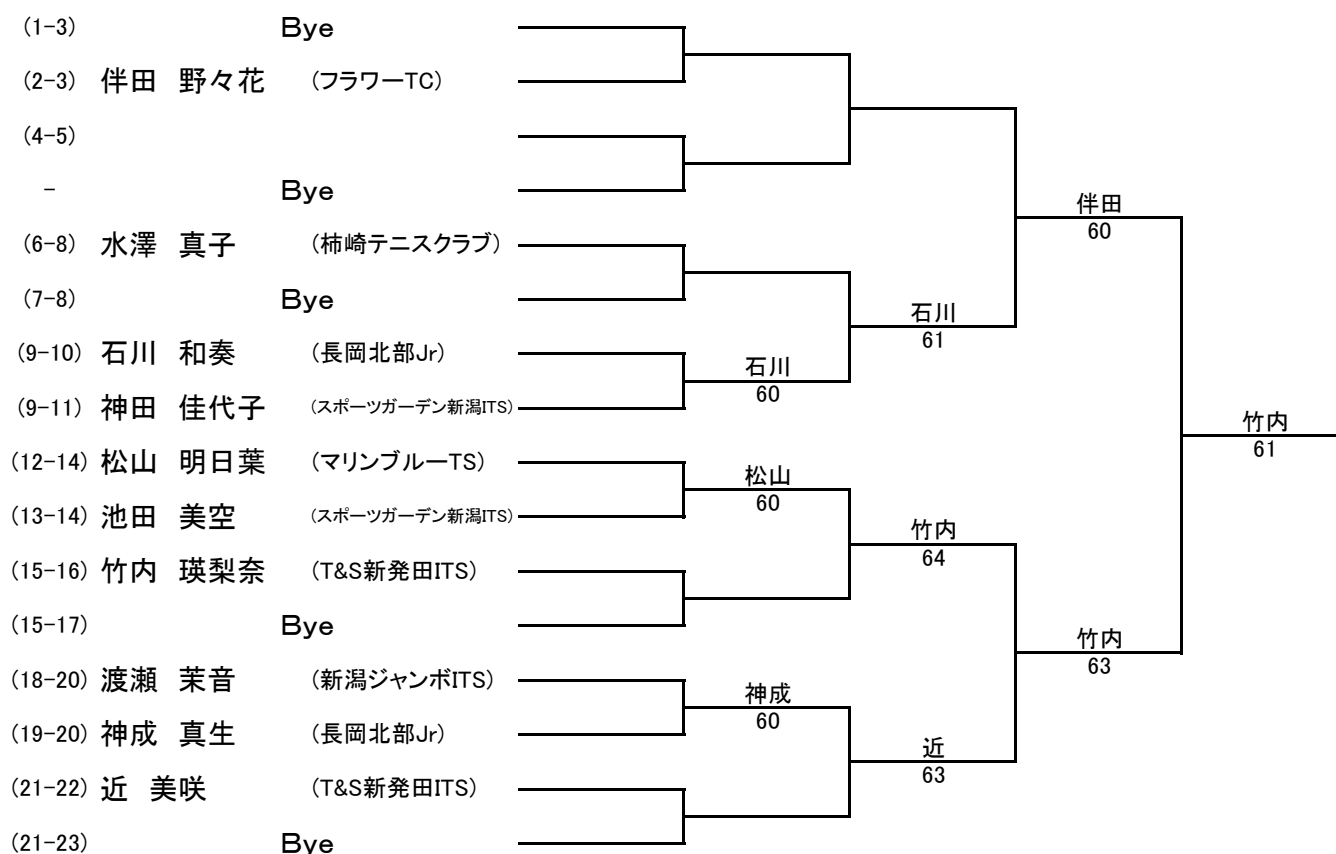 (1-3) Bye
(2-3) 伴田 野々花 (フラワーTC)
(4-5)
- Bye
伴田
60
(6-8) 水澤 真子 (柿崎テニスクラブ)
(7-8) Bye
石川
61
(9-10) 石川 和奏 (長岡北部Jr)
石川
60
(9-11) 神田 佳代子 (スポーツガーデン新潟ITS)
竹内
61
(12-14) 松山 明日葉 (マリンブルーTS)
松山
60
(13-14) 池田 美空 (スポーツガーデン新潟ITS)
竹内
64
(15-16) 竹内 瑛梨奈 (T&S新発田ITS)
(15-17) Bye
竹内
63
(18-20) 渡瀬 茉音 (新潟ジャンボITS)
神成
60
(19-20) 神成 真生 (長岡北部Jr)
近
63
(21-22) 近 美咲 (T&S新発田ITS)
(21-23) Bye